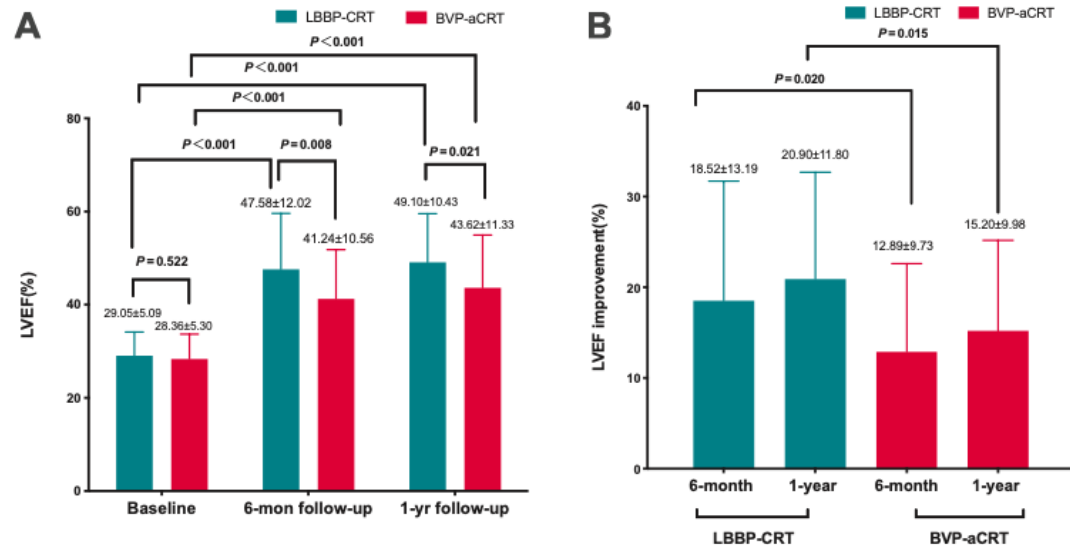 A
LBBP-CRT BVP-aCRT
P<0.001
P<0.001
P<0.001
P<0.001 P=0.008 P=0.021
47.58±12.02 49.10±10.43
41.24±10.56 43.62±11.33
P=0.522
29.05±5.09
28.36±5.30
LVEF(%)
80
60
40
20
0
Baseline 6-mon follow-up 1-yr follow-up
B
LBBP-CRT BVP-aCRT
P=0.015
P=0.020
18.52±13.19 20.90±11.80
12.89±9.73 15.20±9.98
LVEF improvement(%)
40
30
20
10
0
6-month 1-year 6-month 1-year
LBBP-CRT BVP-aCRT